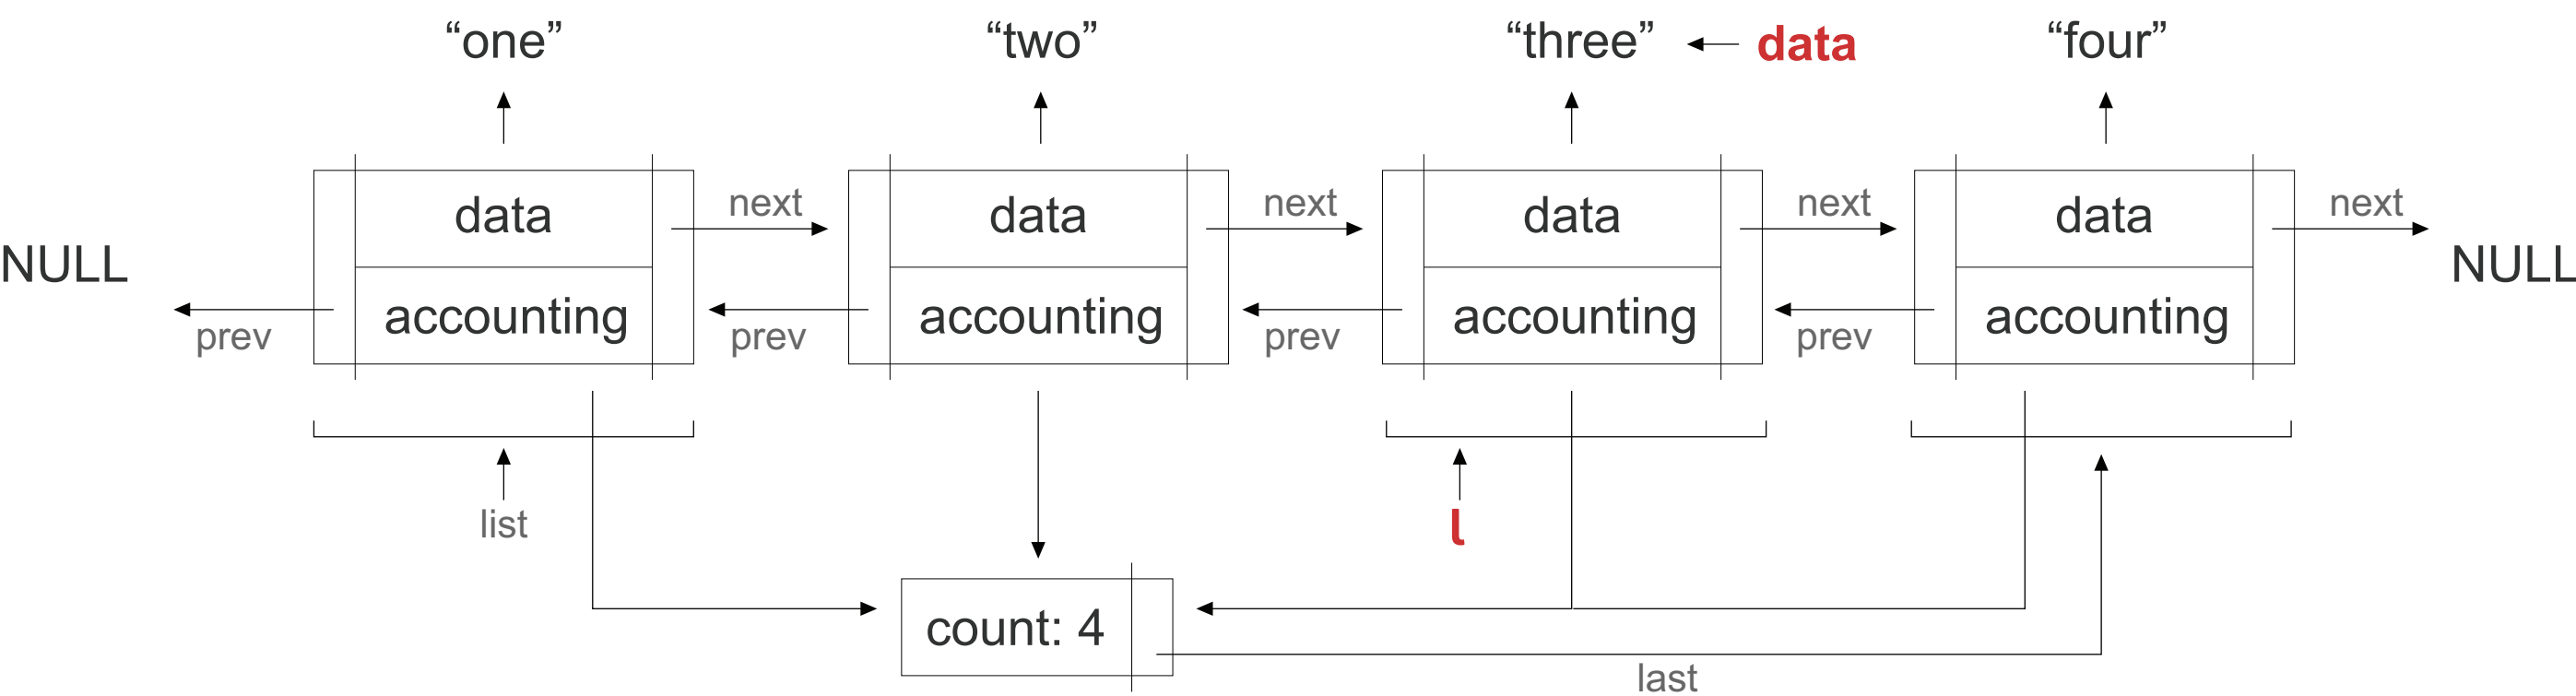 “one” “two” “three” data “four”
data next data next data next data next
NULL NULL
prev accounting prev accounting prev accounting prev accounting
list l
count: 4
last